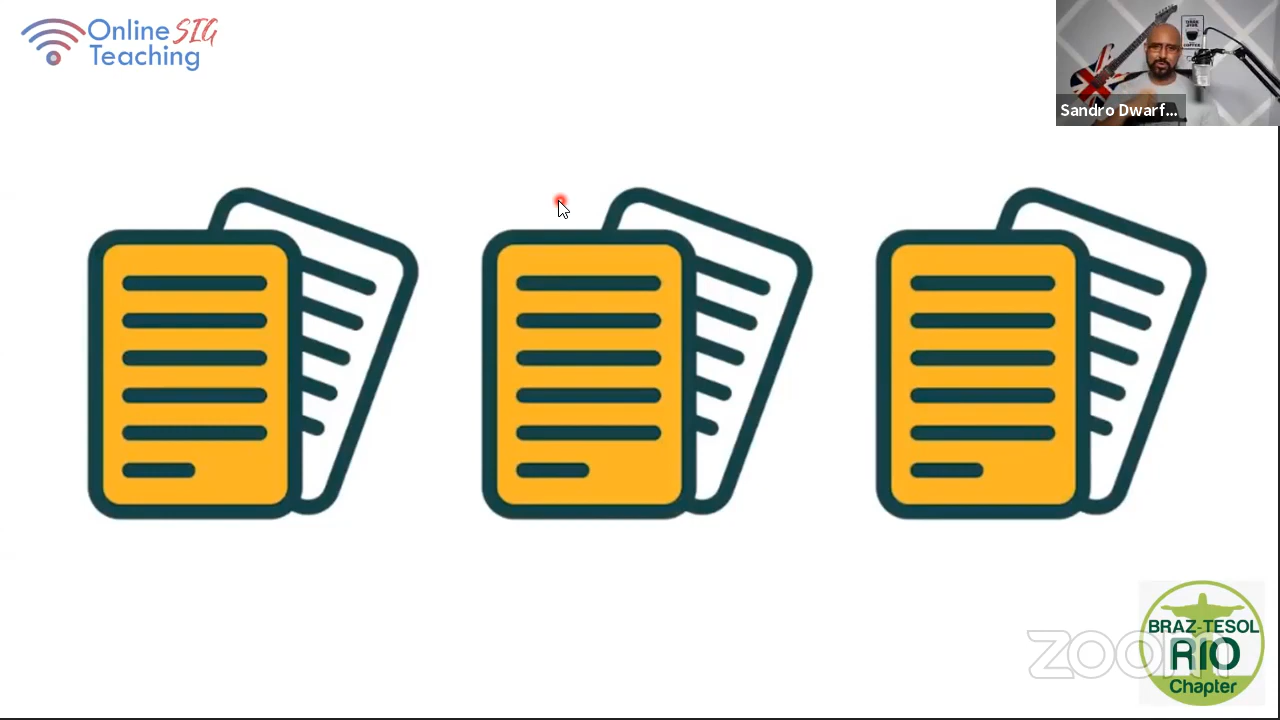 Online SIG
Teaching
Sandro Dwarf...
BRAZ-TESOL
RIO
Chapter
zoom